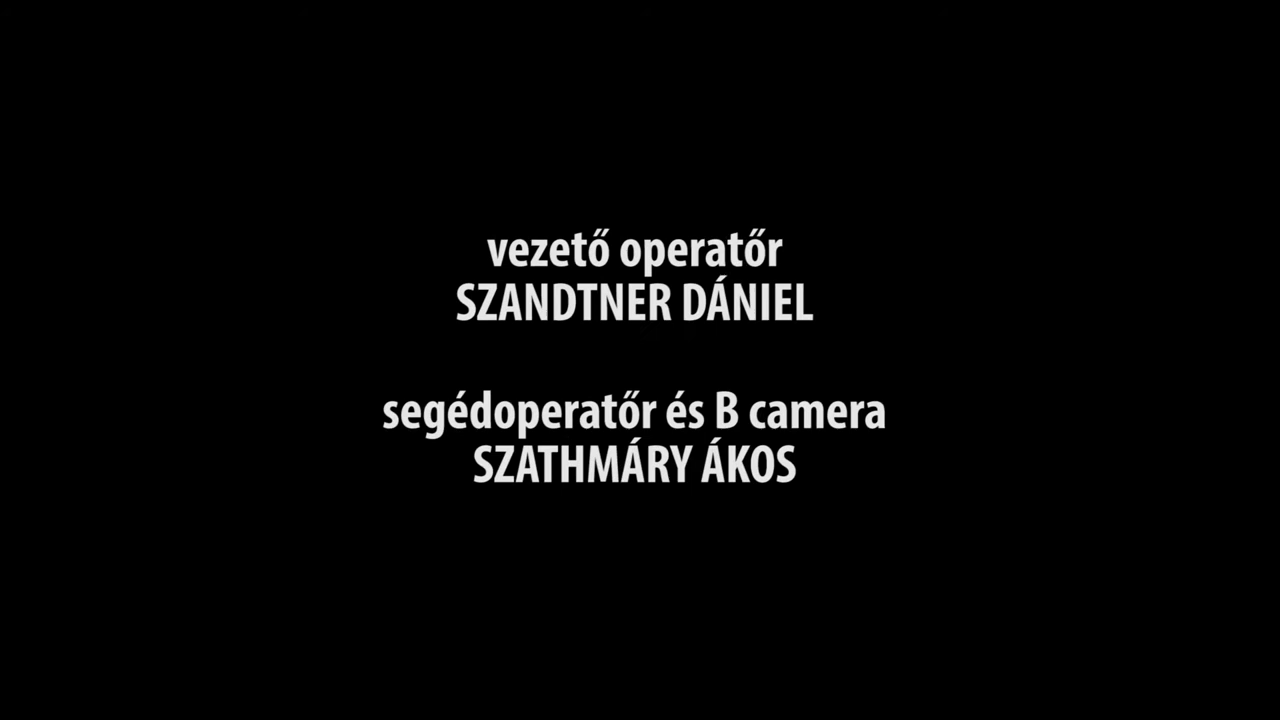 vezető operatőr
SZANDTNER DÁNIEL
segédoperatőr és B camera
SZATHMÁRY ÁKOS